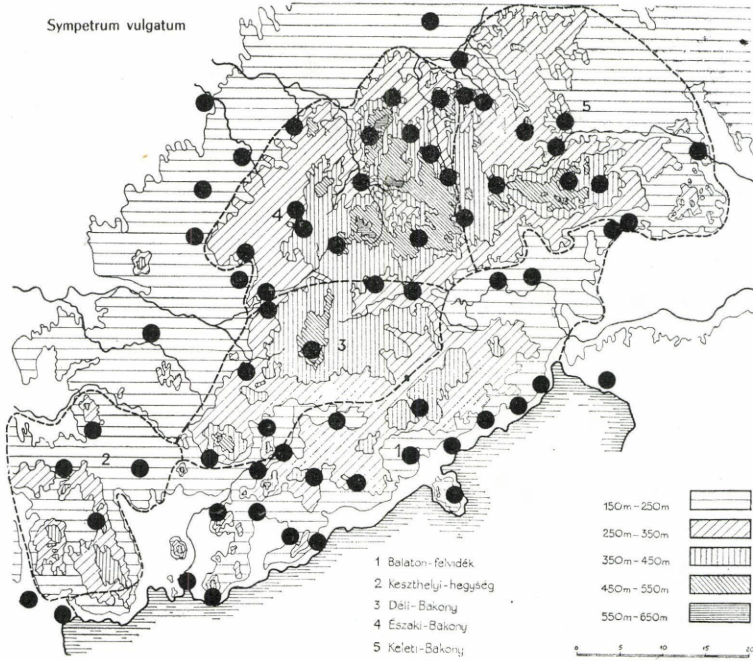 Sympetrum vulgatum
5
4
3
2
1
150m-250m
250m-350m
350m-450m
450m-550m
550m-650m
1 Balaton-felvidék
2 Keszthelyi-hegység
3 Déli-Bakony
4 Északi-Bakony
5 Keleti-Bakony
0 5 10 15 20